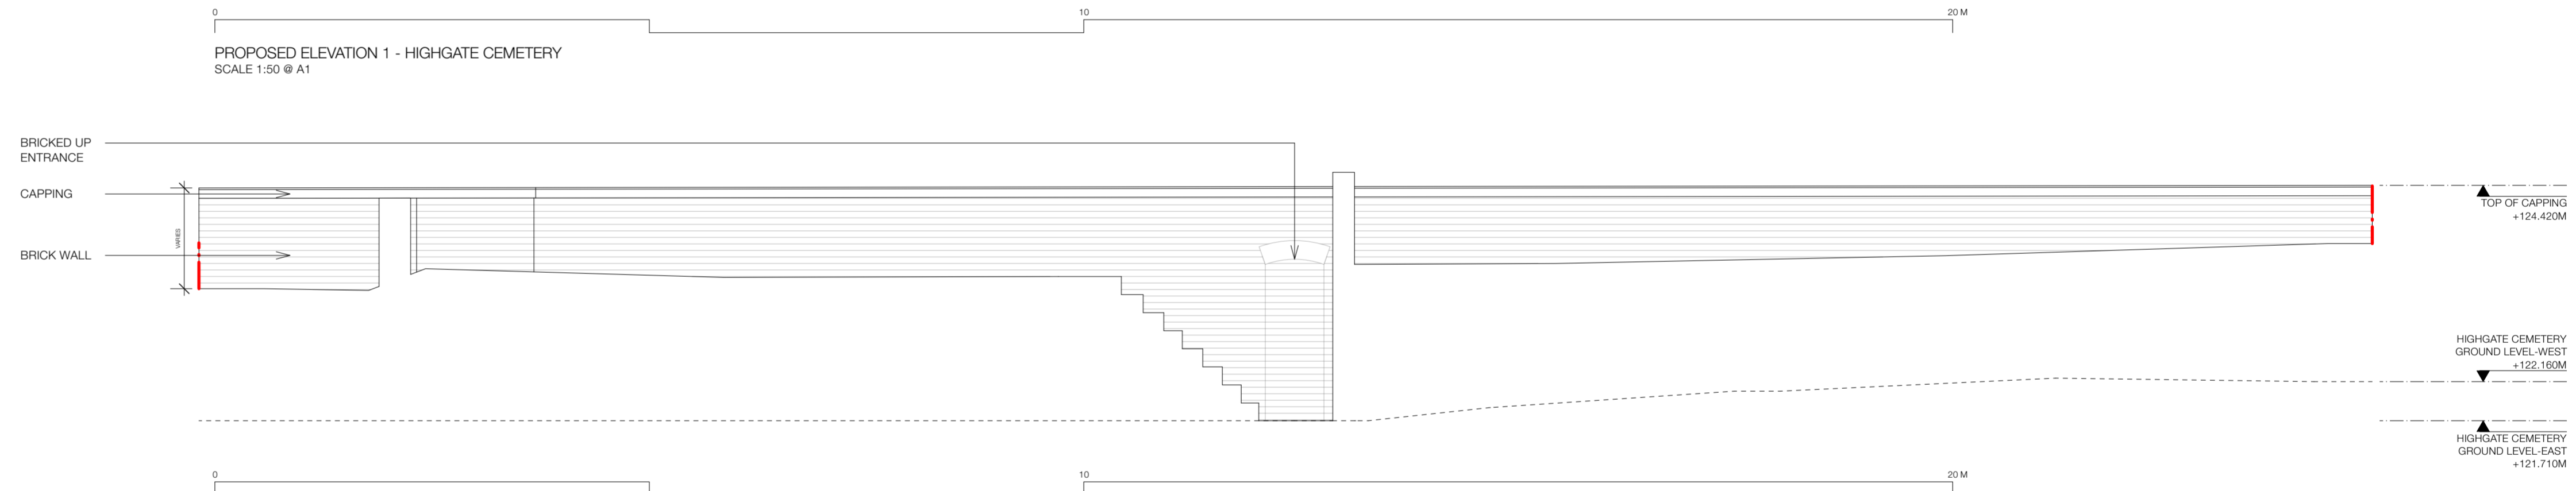 0
10
20 M
PROPOSED ELEVATION 1 - HIGHGATE CEMETERY
SCALE 1:50 @ A1
BRICKED UP
ENTRANCE
CAPPING
VARIES
BRICK WALL
TOP OF CAPPING
+124.420M
HIGHGATE CEMETERY
GROUND LEVEL-WEST
+122.160M
HIGHGATE CEMETERY
GROUND LEVEL-EAST
+121.710M
0
10
20 M